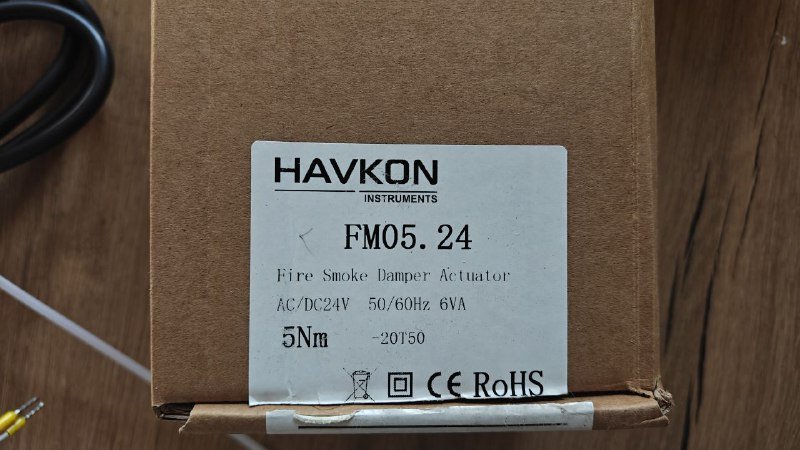 HAVKON
INSTRUMENTS
FM05.24
Fire Smoke Damper Actuator
AC/DC24V 50/60Hz 6VA
5Nm -20T50
CE RoHS